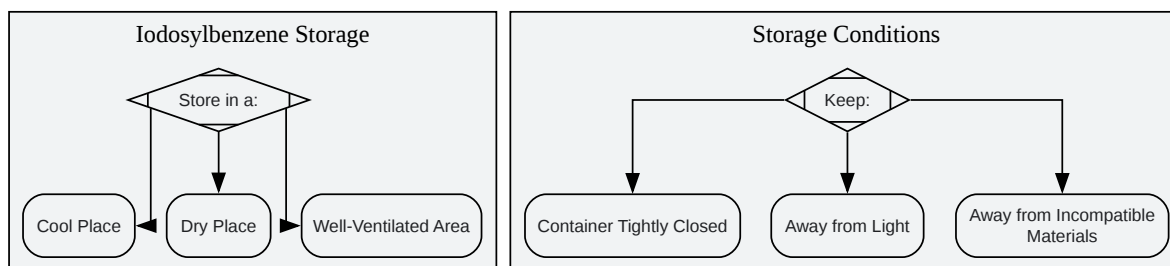 Iodosylbenzene Storage
Store in a:
Cool Place
Dry Place
Well-Ventilated Area
Storage Conditions
Keep:
Container Tightly Closed
Away from Light
Away from Incompatible
Materials